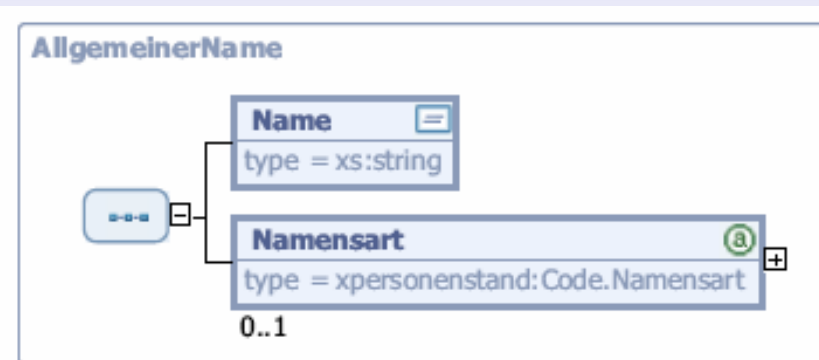 AllgemeinerName
Name
type = xs:string
Namensart
type = xpersonenstand:Code.Namensart
0..1